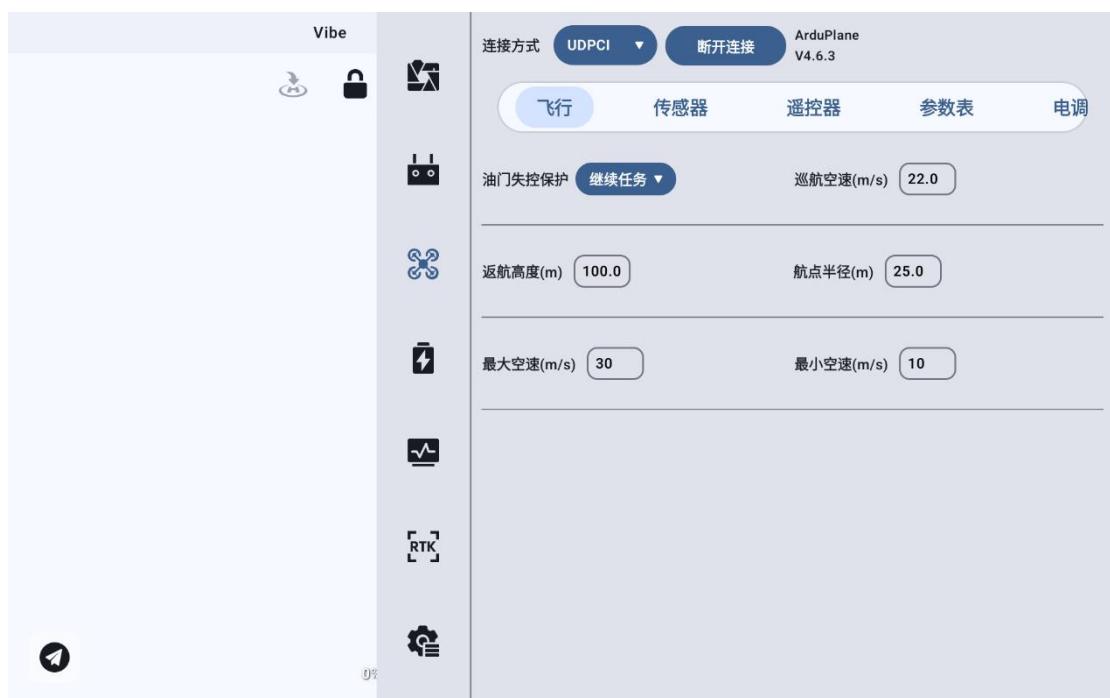 Vibe
连接方式 UDPCI ▼ 断开连接 ArduPlane
V4.6.3
飞行 传感器 遥控器 参数表 电调
油门失控保护 继续任务 ▼ 巡航空速(m/s) 22.0
返航高度(m) 100.0 航点半径(m) 25.0
最大空速(m/s) 30 最小空速(m/s) 10
RTK
0%